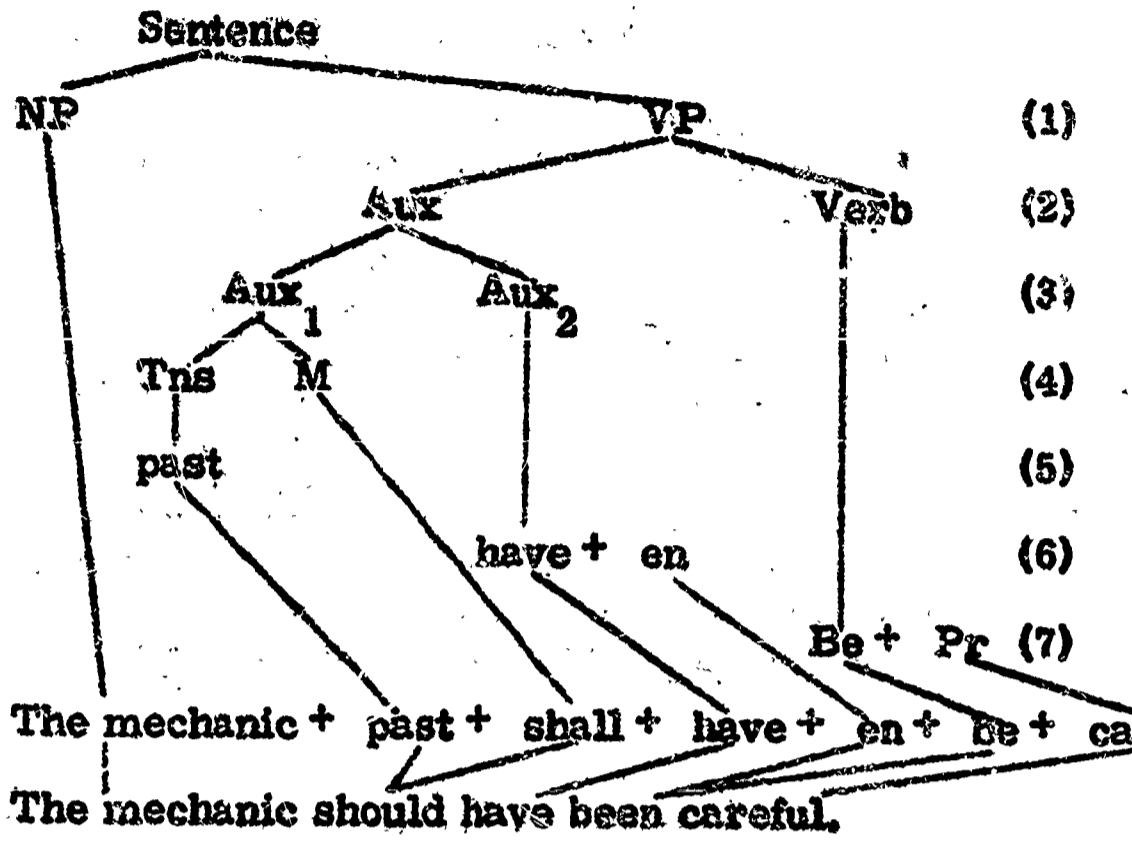 Sentence
NP VP (1)
Aux Verb (2)
Aux1 Aux2 (3)
Tns M (4)
past (5)
have + en (6)
Be + Pr (7)
The mechanic + past + shall + have + en + be + ca
The mechanic should have been careful.